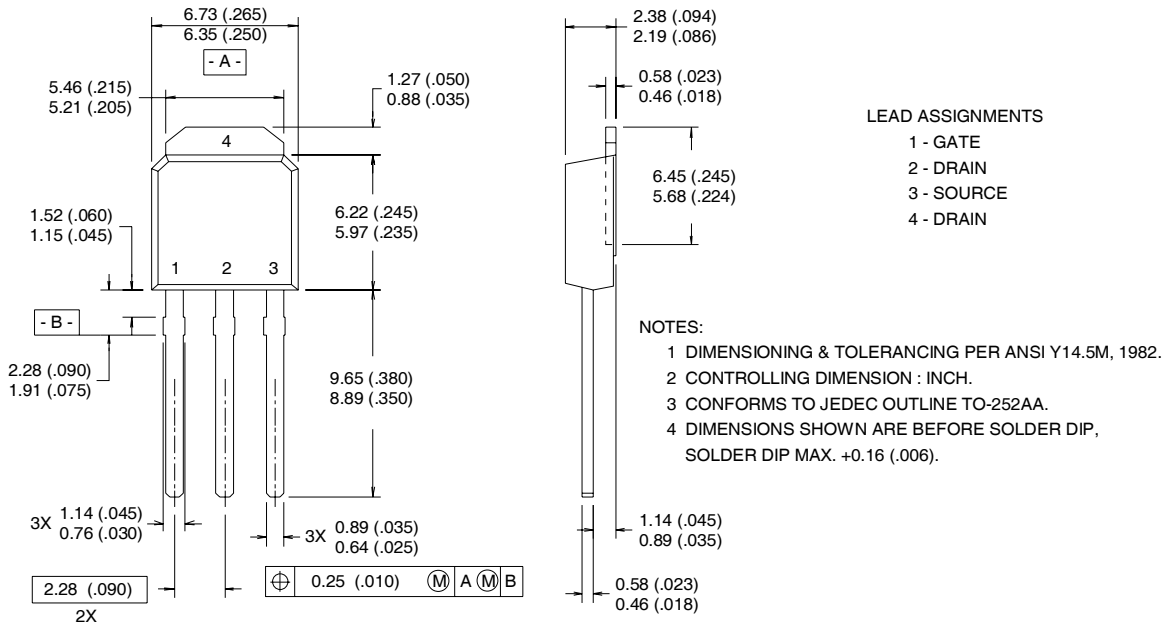 6.73 (.265)
6.35 (.250)
- A -
5.46 (.215)
5.21 (.205)
1.27 (.050)
0.88 (.035)
4
1.52 (.060)
1.15 (.045)
6.22 (.245)
5.97 (.235)
1 2 3
- B -
2.28 (.090)
1.91 (.075)
9.65 (.380)
8.89 (.350)
3X 1.14 (.045)
0.76 (.030)
3X 0.89 (.035)
0.64 (.025)
2.28 (.090)
2X
⌖ 0.25 (.010) Ⓜ A Ⓜ B
2.38 (.094)
2.19 (.086)
0.58 (.023)
0.46 (.018)
6.45 (.245)
5.68 (.224)
1.14 (.045)
0.89 (.035)
0.58 (.023)
0.46 (.018)
LEAD ASSIGNMENTS
1 - GATE
2 - DRAIN
3 - SOURCE
4 - DRAIN
NOTES:
1 DIMENSIONING & TOLERANCING PER ANSI Y14.5M, 1982.
2 CONTROLLING DIMENSION : INCH.
3 CONFORMS TO JEDEC OUTLINE TO-252AA.
4 DIMENSIONS SHOWN ARE BEFORE SOLDER DIP,
SOLDER DIP MAX. +0.16 (.006).